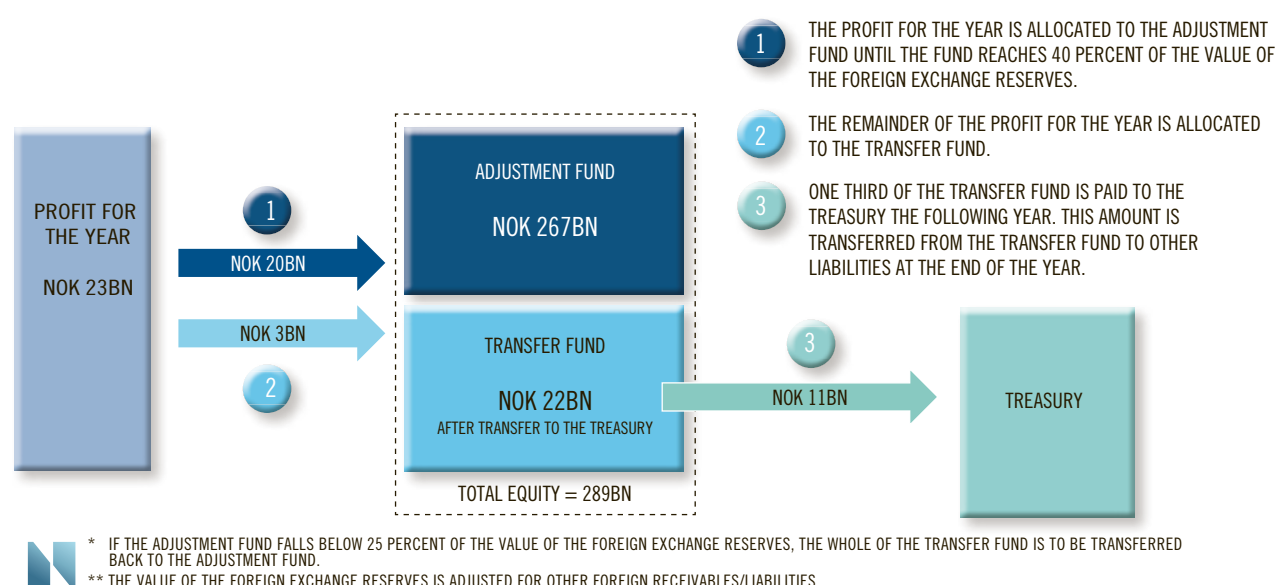 1
THE PROFIT FOR THE YEAR IS ALLOCATED TO THE ADJUSTMENT
FUND UNTIL THE FUND REACHES 40 PERCENT OF THE VALUE OF
THE FOREIGN EXCHANGE RESERVES.
2
THE REMAINDER OF THE PROFIT FOR THE YEAR IS ALLOCATED
TO THE TRANSFER FUND.
3
ONE THIRD OF THE TRANSFER FUND IS PAID TO THE
TREASURY THE FOLLOWING YEAR. THIS AMOUNT IS
TRANSFERRED FROM THE TRANSFER FUND TO OTHER
LIABILITIES AT THE END OF THE YEAR.
PROFIT FOR
THE YEAR
NOK 23BN
1
NOK 20BN
NOK 3BN
2
ADJUSTMENT FUND
NOK 267BN
TRANSFER FUND
NOK 22BN
AFTER TRANSFER TO THE TREASURY
TOTAL EQUITY = 289BN
3
NOK 11BN
TREASURY
* IF THE ADJUSTMENT FUND FALLS BELOW 25 PERCENT OF THE VALUE OF THE FOREIGN EXCHANGE RESERVES, THE WHOLE OF THE TRANSFER FUND IS TO BE TRANSFERRED
BACK TO THE ADJUSTMENT FUND.
** THE VALUE OF THE FOREIGN EXCHANGE RESERVES IS ADJUSTED FOR OTHER FOREIGN RECEIVABLES/LIABILITIES